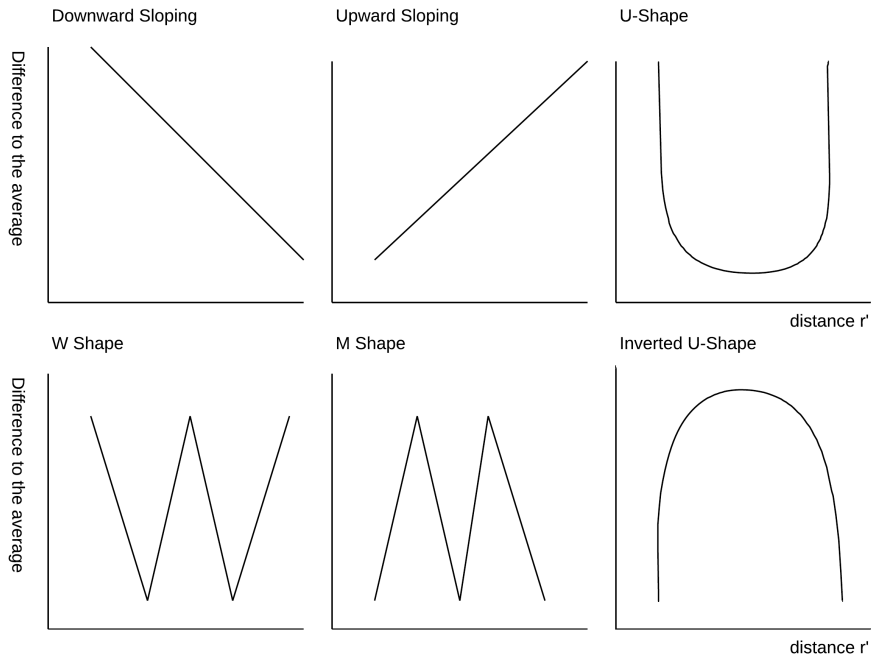 Downward Sloping
Upward Sloping
U-Shape
Difference to the average
distance r'
W Shape
M Shape
Inverted U-Shape
Difference to the average
distance r'